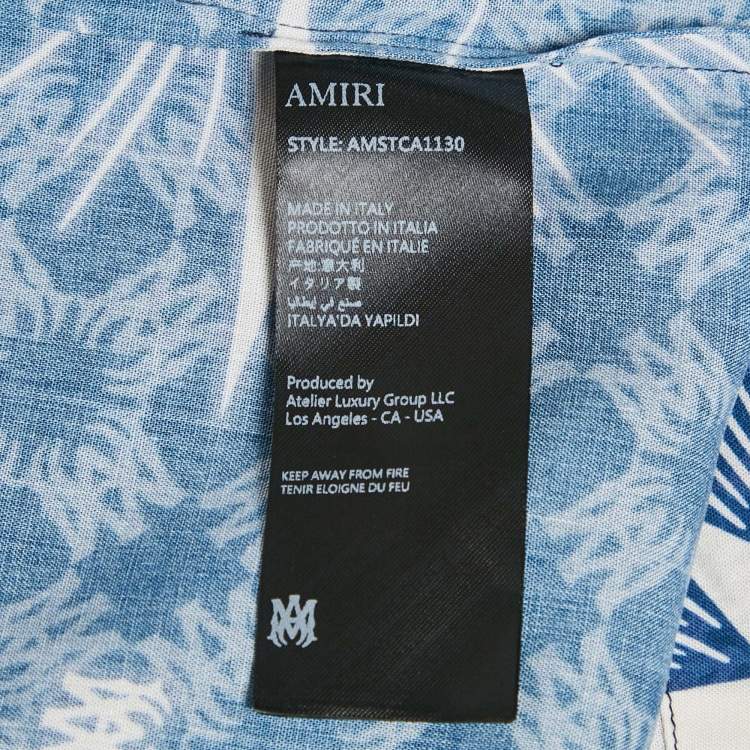 AMIRI
STYLE: AMSTCA1130
MADE IN ITALY
PRODOTTO IN ITALIA
FABRIQUÉ EN ITALIE
产地:意大利
イタリア製
صنع في إيطاليا
ITALYA'DA YAPILDI
Produced by
Atelier Luxury Group LLC
Los Angeles - CA - USA
KEEP AWAY FROM FIRE
TENIR ELOIGNE DU FEU
MA